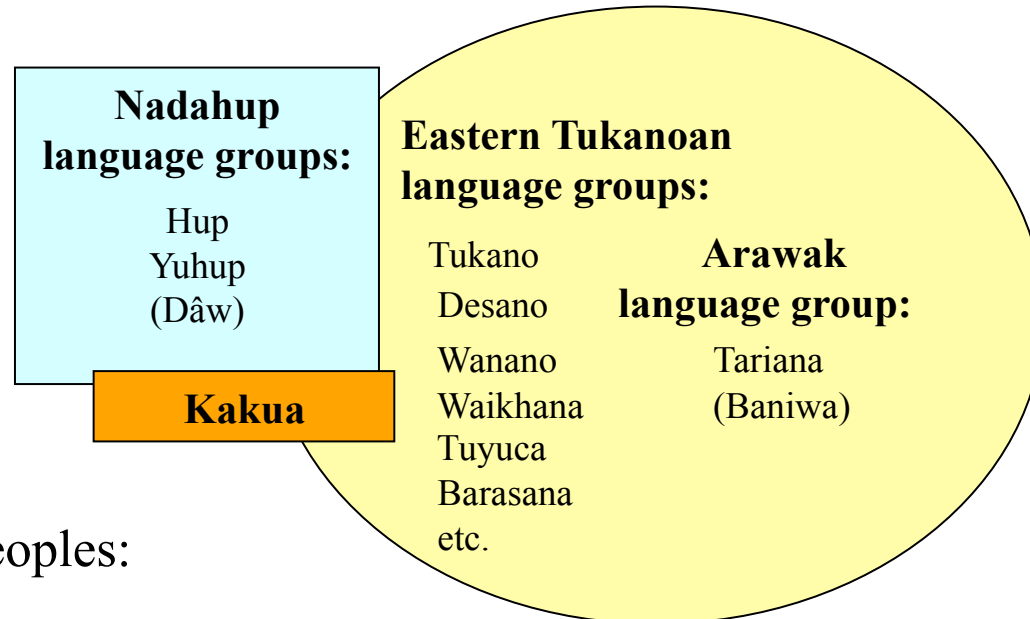 Nadahup
language groups:
Hup
Yuhup
(Dâw)
Kakua
Eastern Tukanoan
language groups:
Tukano
Desano
Wanano
Waikhana
Tuyuca
Barasana
etc.
Arawak
language group:
Tariana
(Baniwa)
eoples: